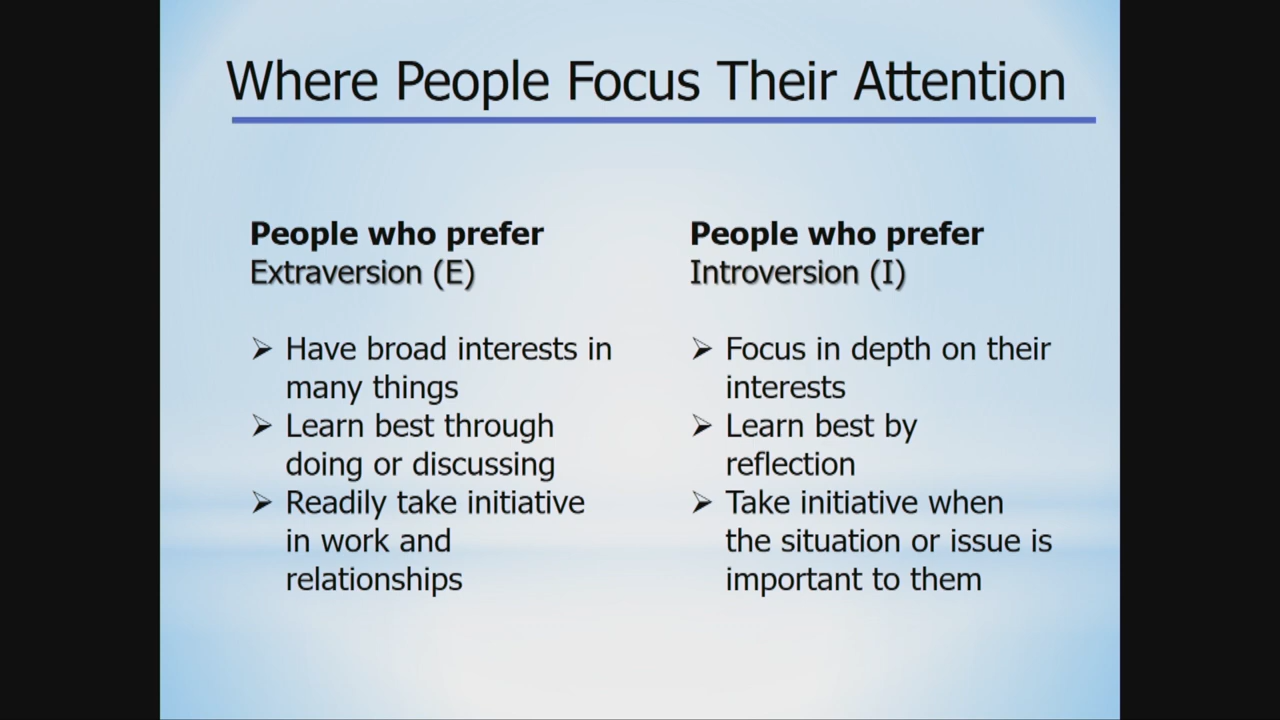 Where People Focus Their Attention
People who prefer
Extraversion (E)
➢ Have broad interests in
many things
➢ Learn best through
doing or discussing
➢ Readily take initiative
in work and
relationships
People who prefer
Introversion (I)
➢ Focus in depth on their
interests
➢ Learn best by
reflection
➢ Take initiative when
the situation or issue is
important to them